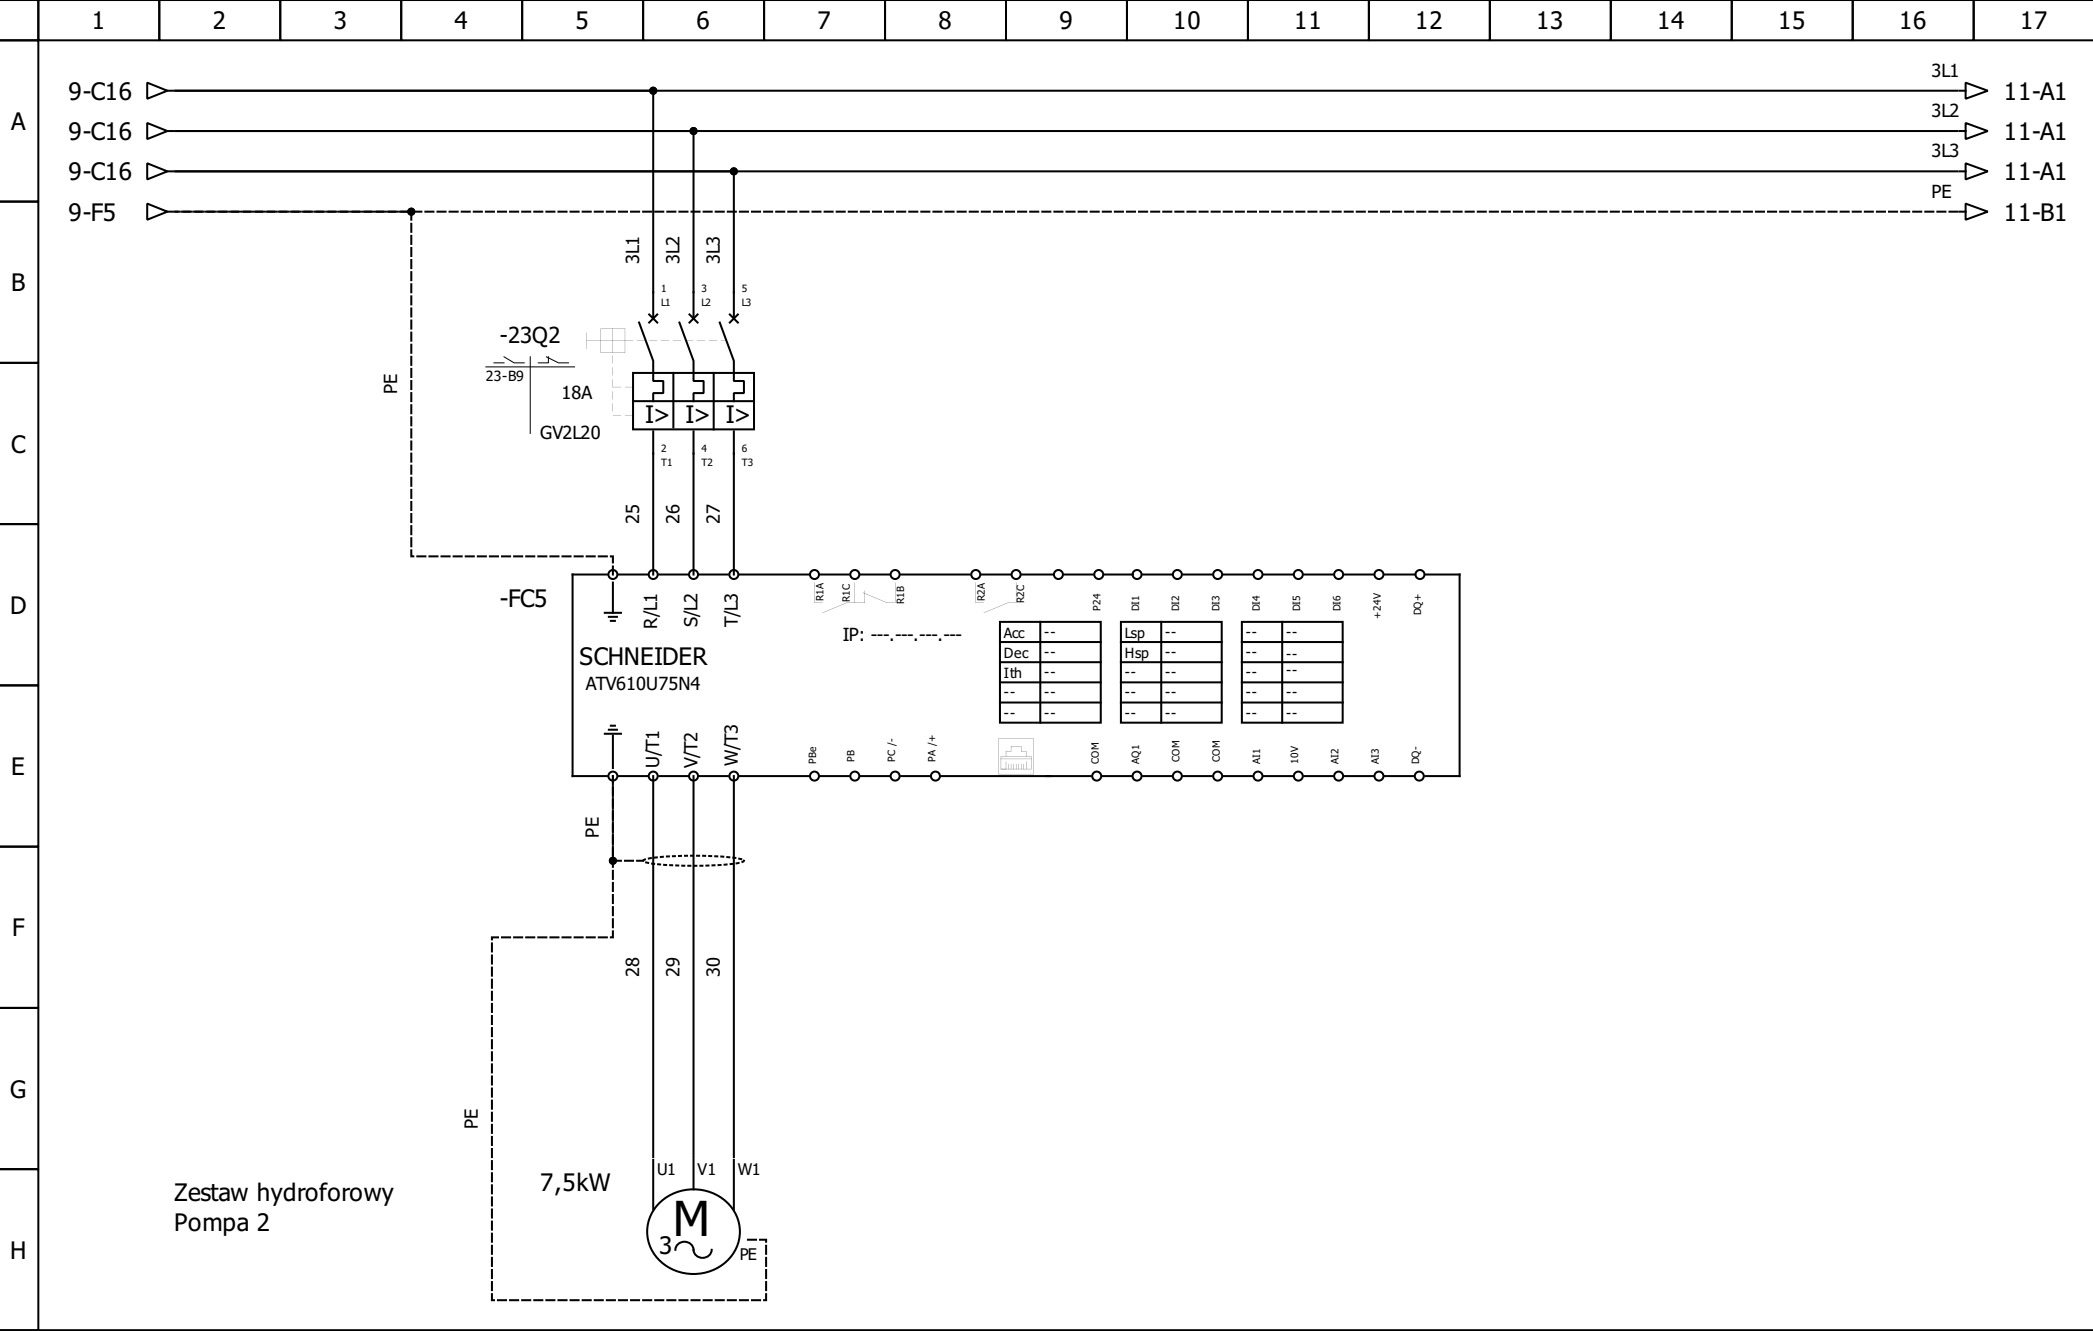 1 2 3 4 5 6 7 8 9 10 11 12 13 14 15 16 17
A
B
C
D
E
F
G
H
9-C16 3L1 11-A1
9-C16 3L2 11-A1
9-C16 3L3 11-A1
9-F5 PE 11-B1
3L1 3L2 3L3
1 3 5
L1 L2 L3
-23Q2
23-B9
PE
18A
I> I> I>
GV2L20
2 4 6
T1 T2 T3
25 26 27
-FC5
R/L1 S/L2 T/L3
R1A R1C R1B R2A R2C P24 DI1 DI2 DI3 DI4 DI5 DI6 +24V DQ+
IP: ---.---.---.---
SCHNEIDER
ATV610U75N4
Acc -- Lsp -- -- --
Dec -- Hsp -- -- --
Ith -- -- -- -- --
-- -- -- -- -- --
-- -- -- -- -- --
U/T1 V/T2 W/T3
PBe PB PC /- PA /+ COM AQ1 COM COM AI1 10V AI2 AI3 DQ-
PE
28 29 30
PE
U1 V1 W1
7,5kW
M
3
PE
Zestaw hydroforowy
Pompa 2